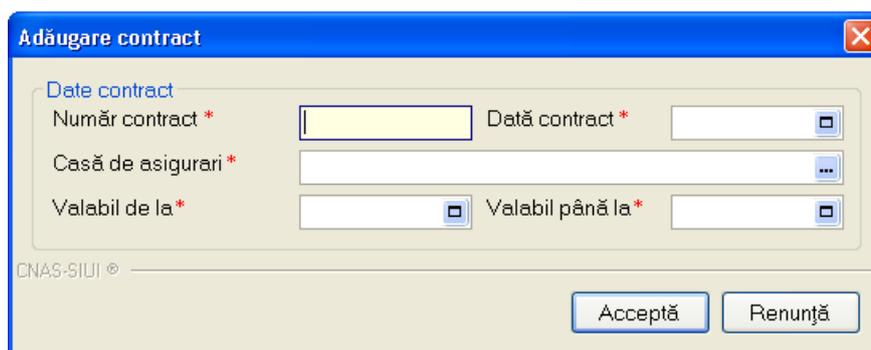 Adăugare contract
Date contract
Număr contract * Dată contract *
Casă de asigurari *
Valabil de la* Valabil până la*
CNAS-SIUI ®
Acceptă Renunţă